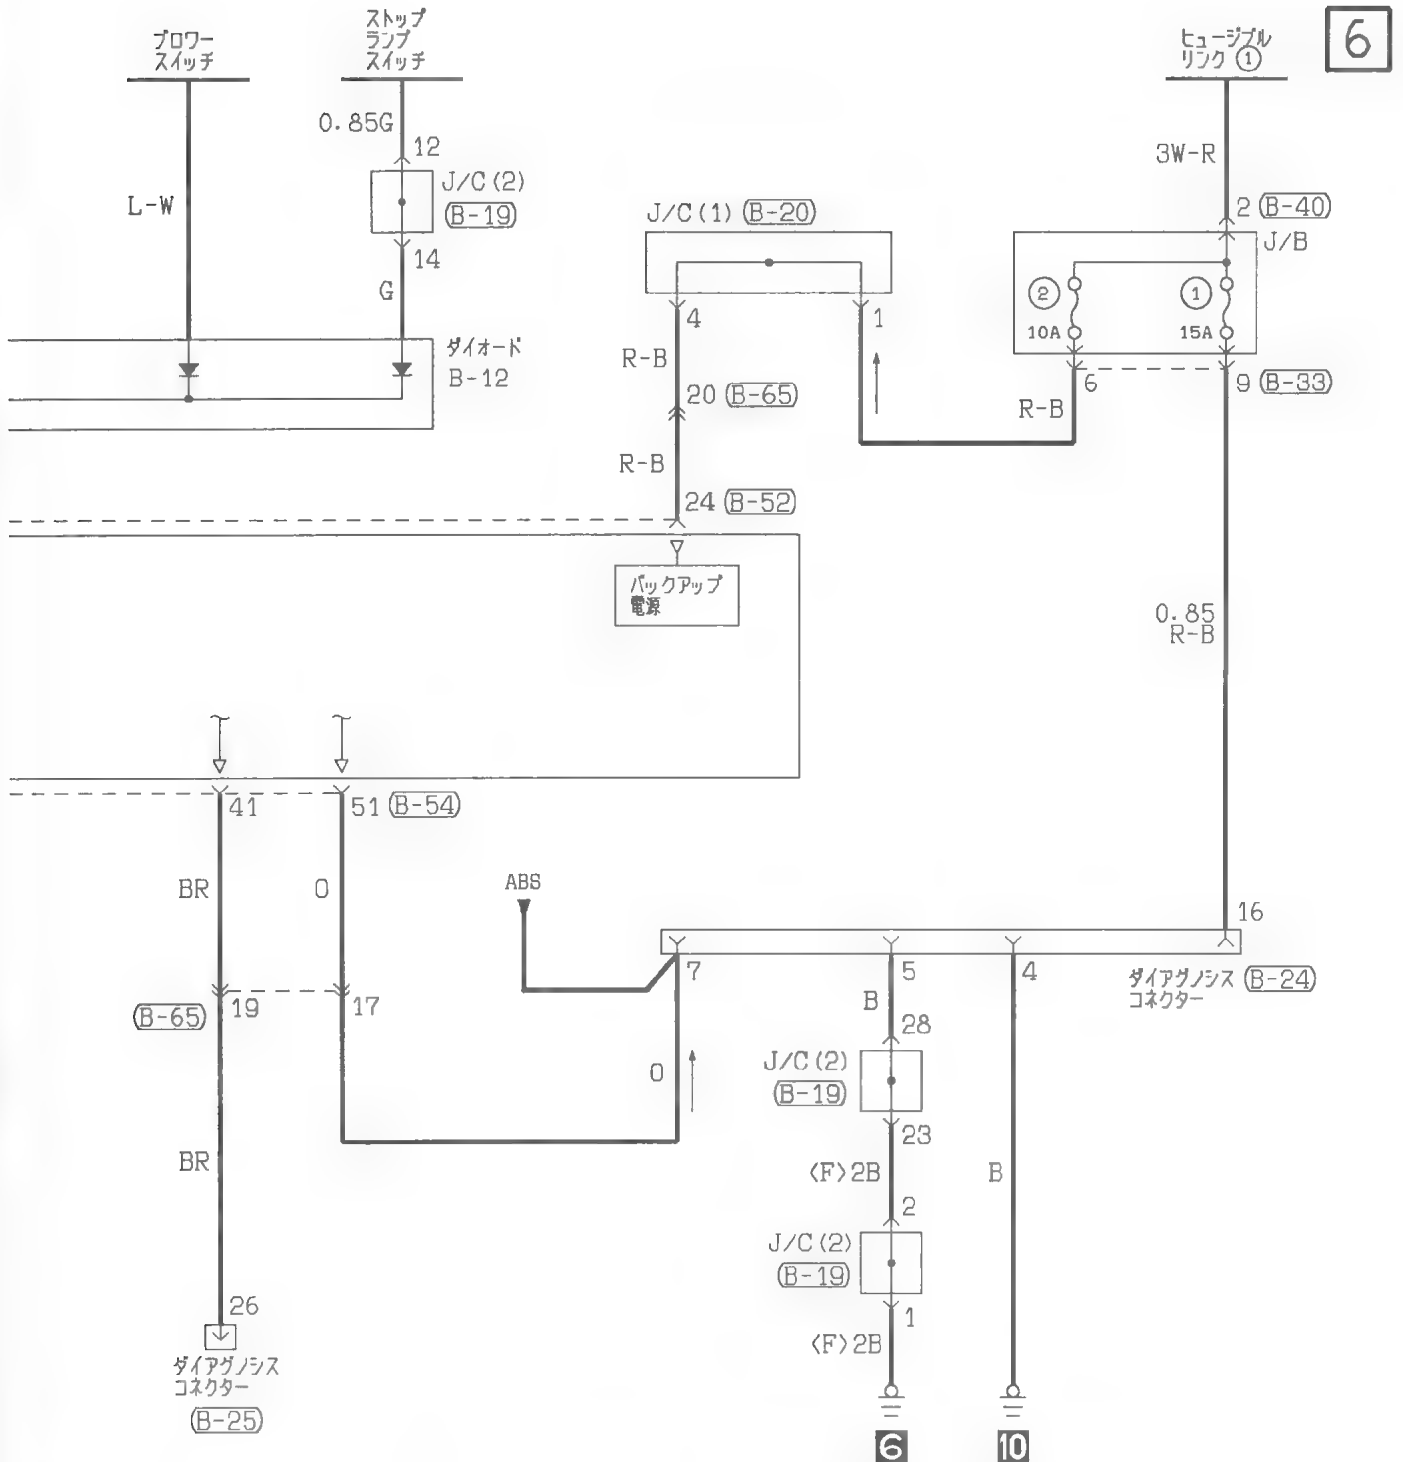 6
ブロワー
スイッチ
ストップ
ランプ
スイッチ
ヒュージブル
リンク ①
0.85G
12
J/C(2)
B-19
14
G
L-W
3W-R
2 B-40
J/B
J/C(1) B-20
4
1
②
10A
①
15A
6
9 B-33
R-B
R-B
20 B-65
R-B
24 B-52
ダイオード
B-12
バックアップ
電源
0.85
R-B
41
51 B-54
BR
O
ABS
16
7
5
4
ダイアグノシス
コネクター
B-24
B-65
19
17
B
28
J/C(2)
B-19
23
O
BR
<F>2B
B
2
J/C(2)
B-19
1
<F>2B
26
ダイアグノシス
コネクター
B-25
6
10